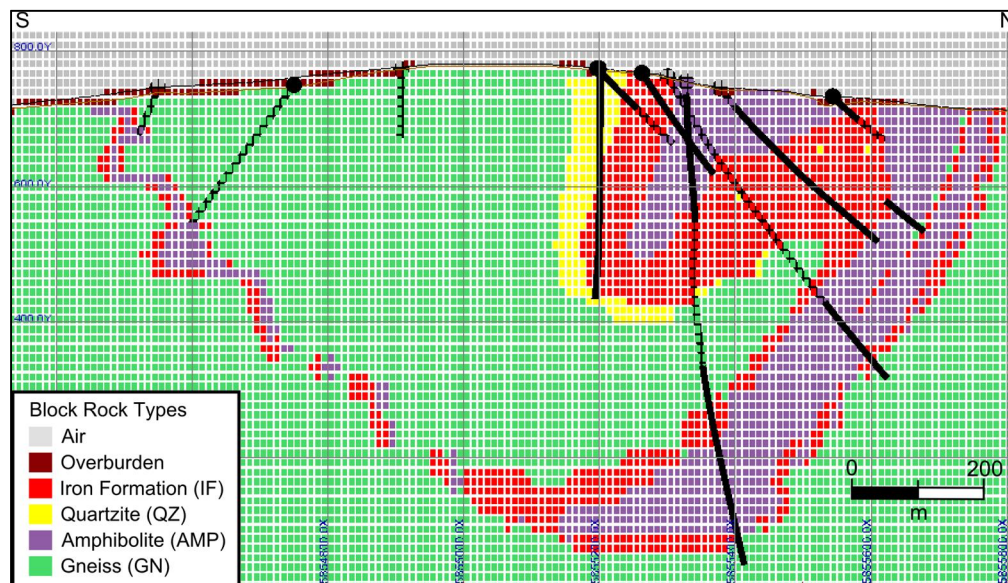 S
N
800.0Y
600.0Y
400.0Y
Block Rock Types
Air
Overburden
Iron Formation (IF)
Quartzite (QZ)
Amphibolite (AMP)
Gneiss (GN)
0 200
m